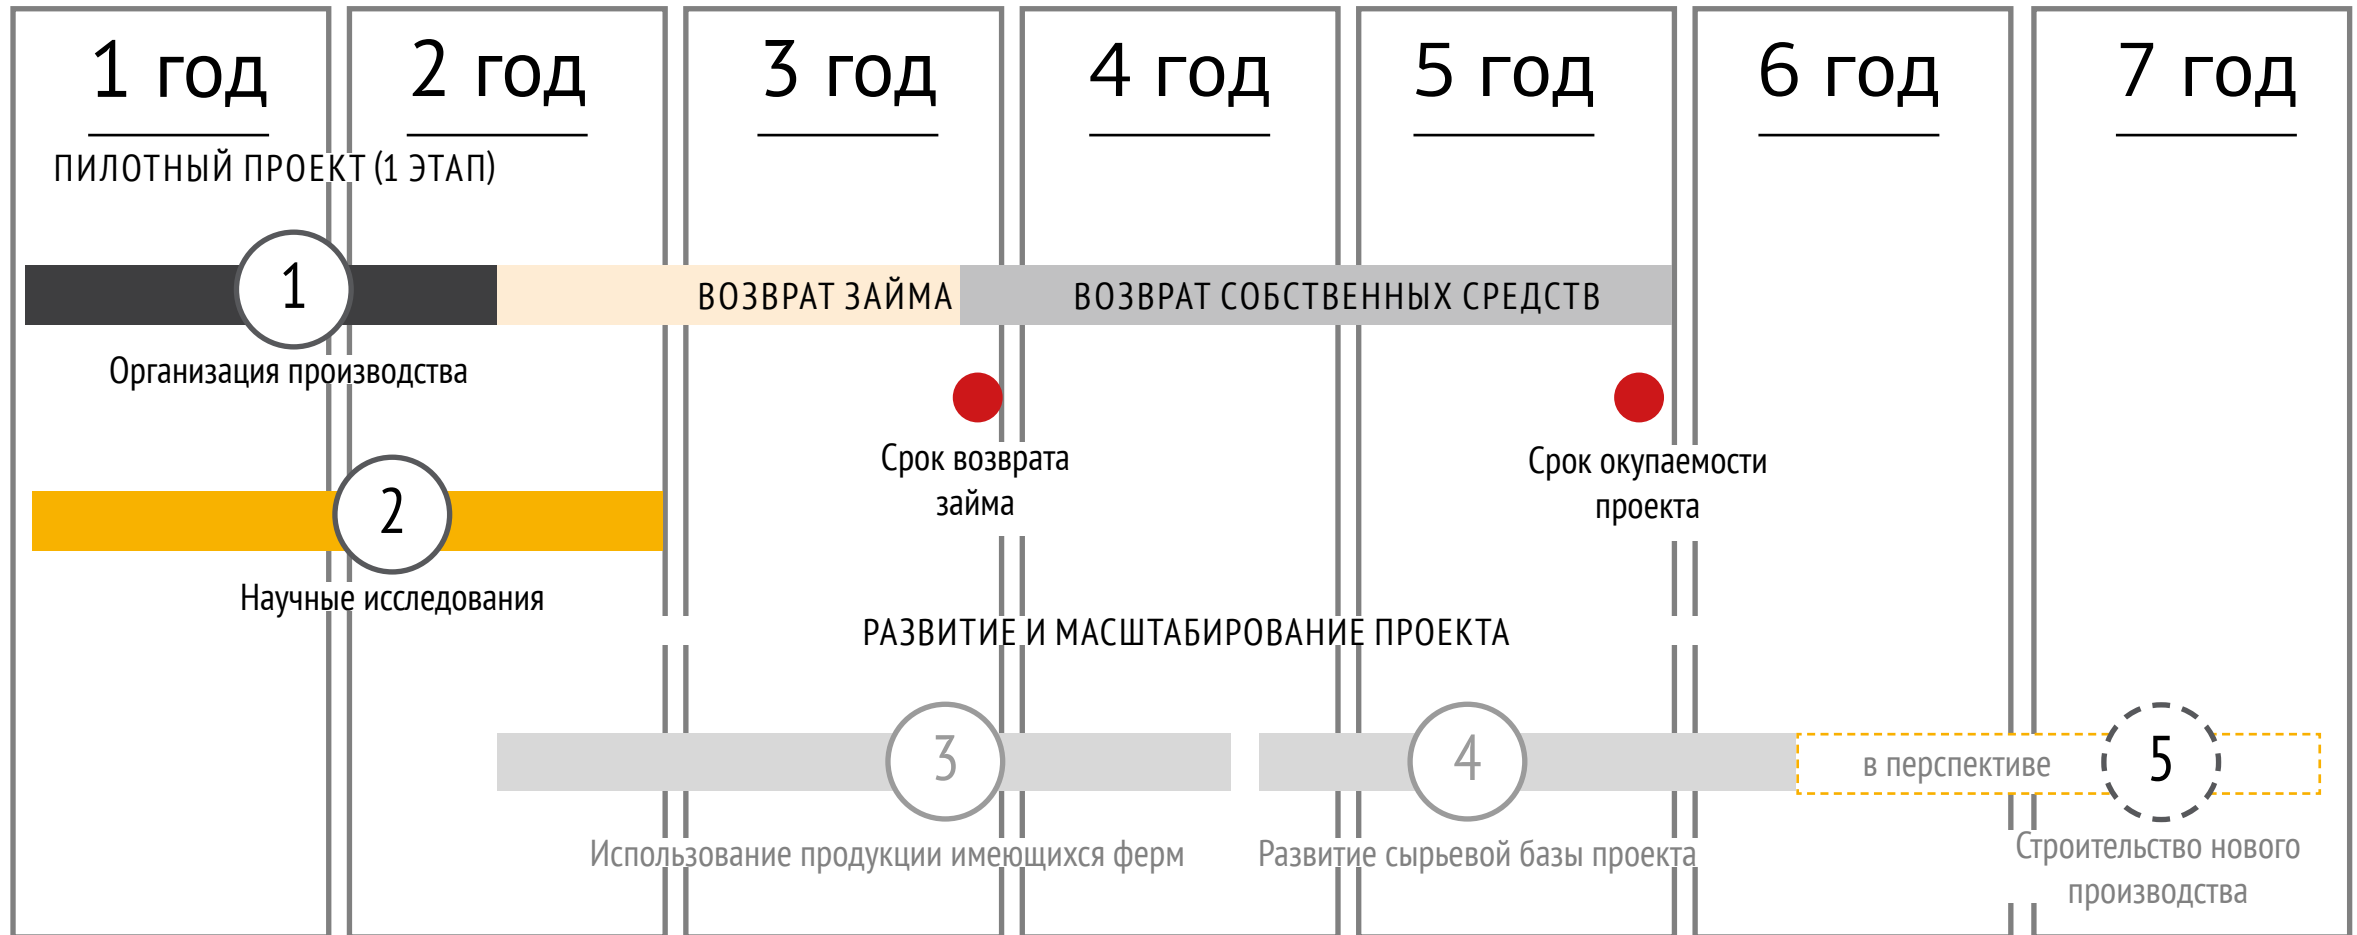 1 год
2 год
3 год
4 год
5 год
6 год
7 год
ПИЛОТНЫЙ ПРОЕКТ (1 ЭТАП)
1
ВОЗВРАТ ЗАЙМА
ВОЗВРАТ СОБСТВЕННЫХ СРЕДСТВ
Организация производства
Срок возврата
займа
Срок окупаемости
проекта
2
Научные исследования
РАЗВИТИЕ И МАСШТАБИРОВАНИЕ ПРОЕКТА
3
4
в перспективе
5
Использование продукции имеющихся ферм
Развитие сырьевой базы проекта
Строительство нового
производства